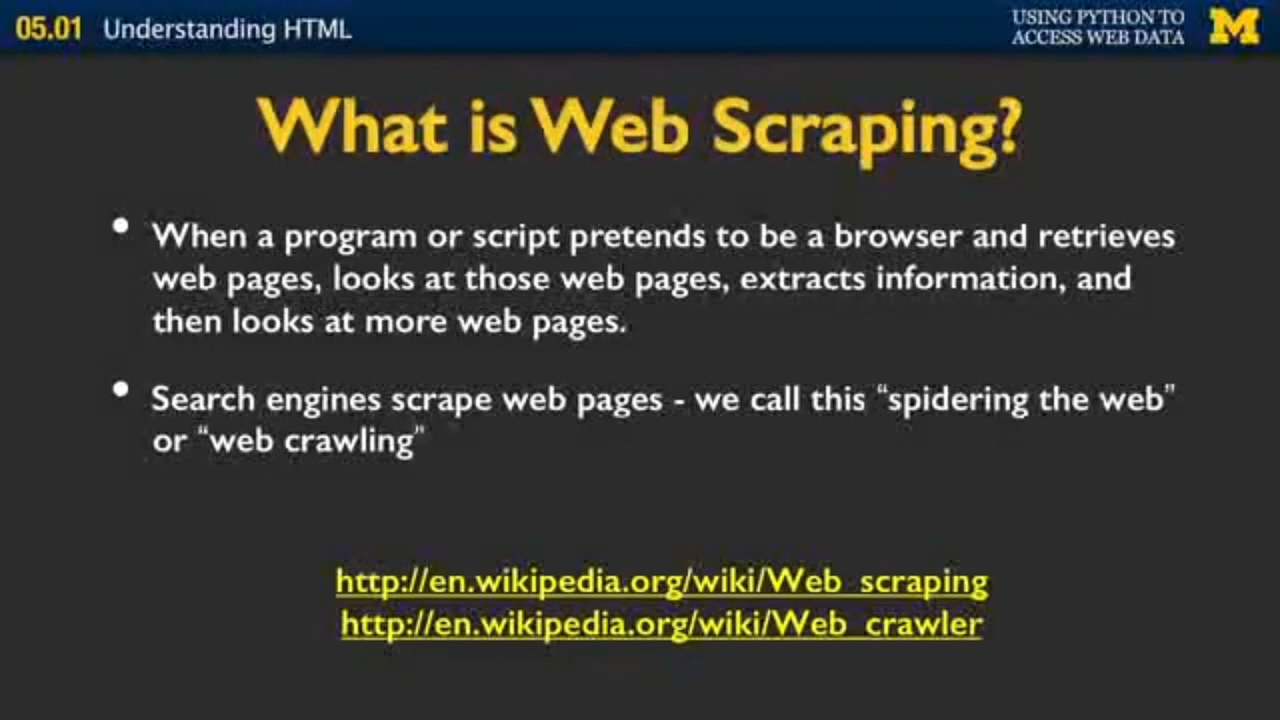 05.01 Understanding HTML
USING PYTHON TO
ACCESS WEB DATA
M
What is Web Scraping?
• When a program or script pretends to be a browser and retrieves
web pages, looks at those web pages, extracts information, and
then looks at more web pages.
• Search engines scrape web pages - we call this “spidering the web”
or “web crawling”
http://en.wikipedia.org/wiki/Web_scraping
http://en.wikipedia.org/wiki/Web_crawler